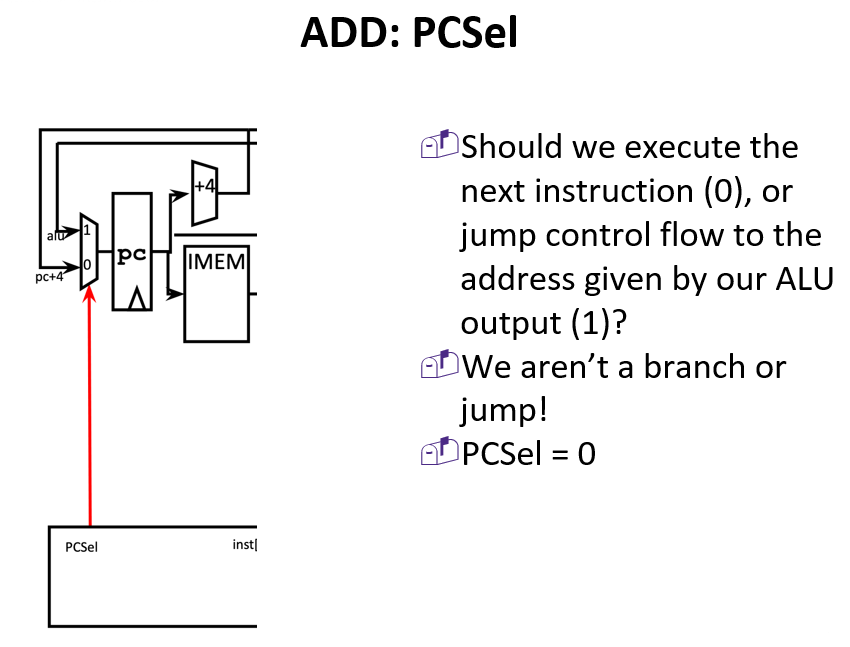 ADD: PCSel
Should we execute the
next instruction (0), or
jump control flow to the
address given by our ALU
output (1)?
We aren’t a branch or
jump!
PCSel = 0
+4
alu
1
pc
0
pc+4
IMEM
PCSel
inst[